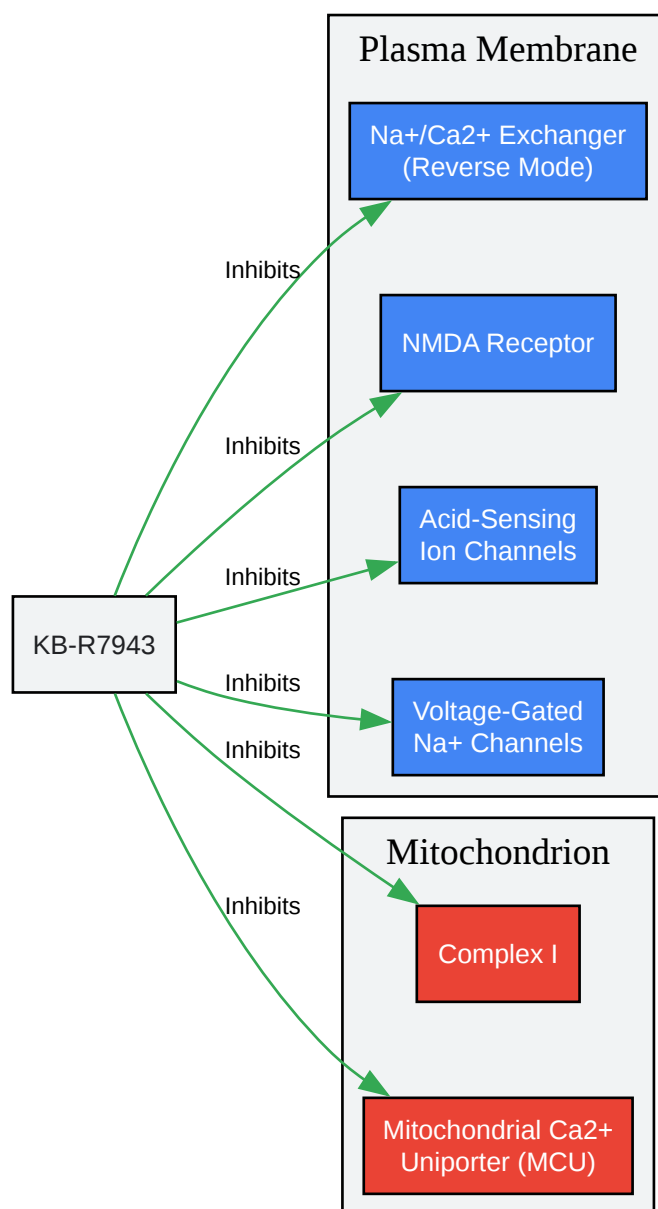 Plasma Membrane
Na+/Ca2+ Exchanger
(Reverse Mode)
Inhibits
NMDA Receptor
Inhibits
Acid-Sensing
Ion Channels
Inhibits
KB-R7943
Inhibits
Voltage-Gated
Na+ Channels
Inhibits
Mitochondrion
Inhibits
Complex I
Mitochondrial Ca2+
Uniporter (MCU)